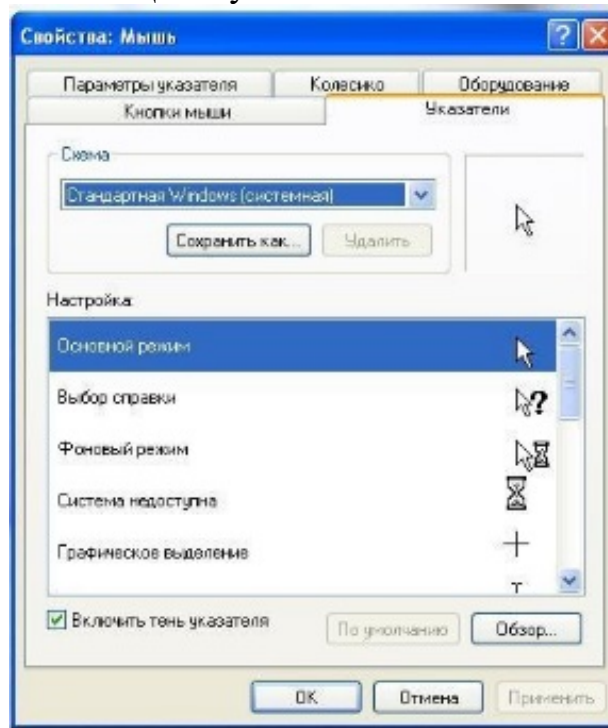 Свойства: Мышь
Параметры указателя Колесико Оборудование
Кнопки мыши Указатели
Схема
Стандартная Windows (системная)
Сохранить как... Удалить
Настройка:
Основной режим
Выбор справки
Фоновый режим
Система недоступна
Графическое выделение
Включить тень указателя По умолчанию Обзор...
OK Отмена Применить